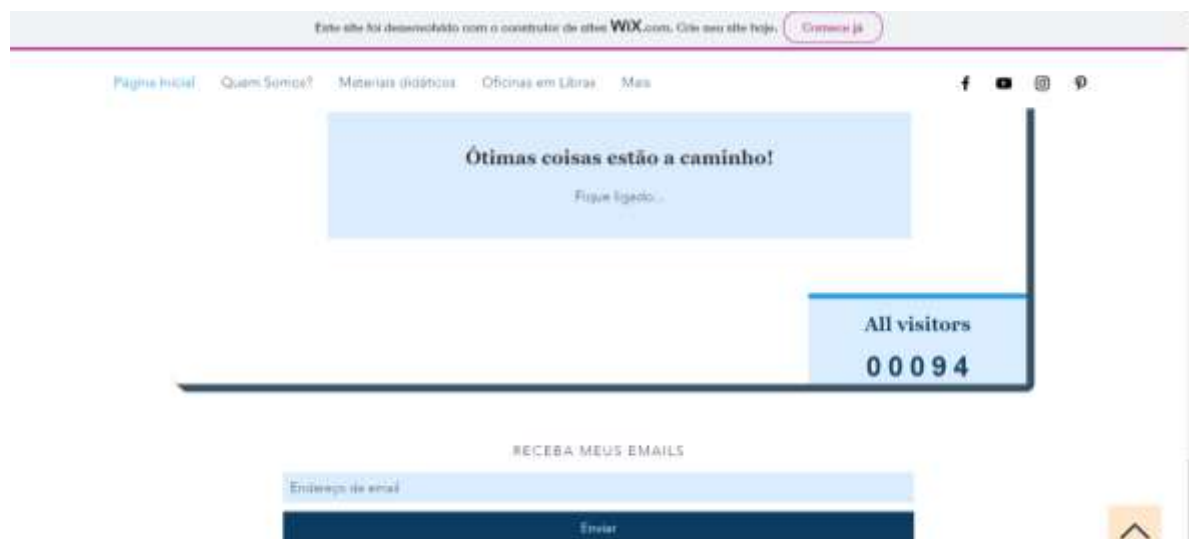 Este site foi desenvolvido com o construtor de sites WiX.com. Crie seu site hoje. Comece já
Página Inicial Quem Somos? Materiais didáticos Oficinas em Libras Mais
Ótimas coisas estão a caminho!
Fique ligado...
All visitors
00094
RECEBA MEUS EMAILS
Endereço de email
Enviar